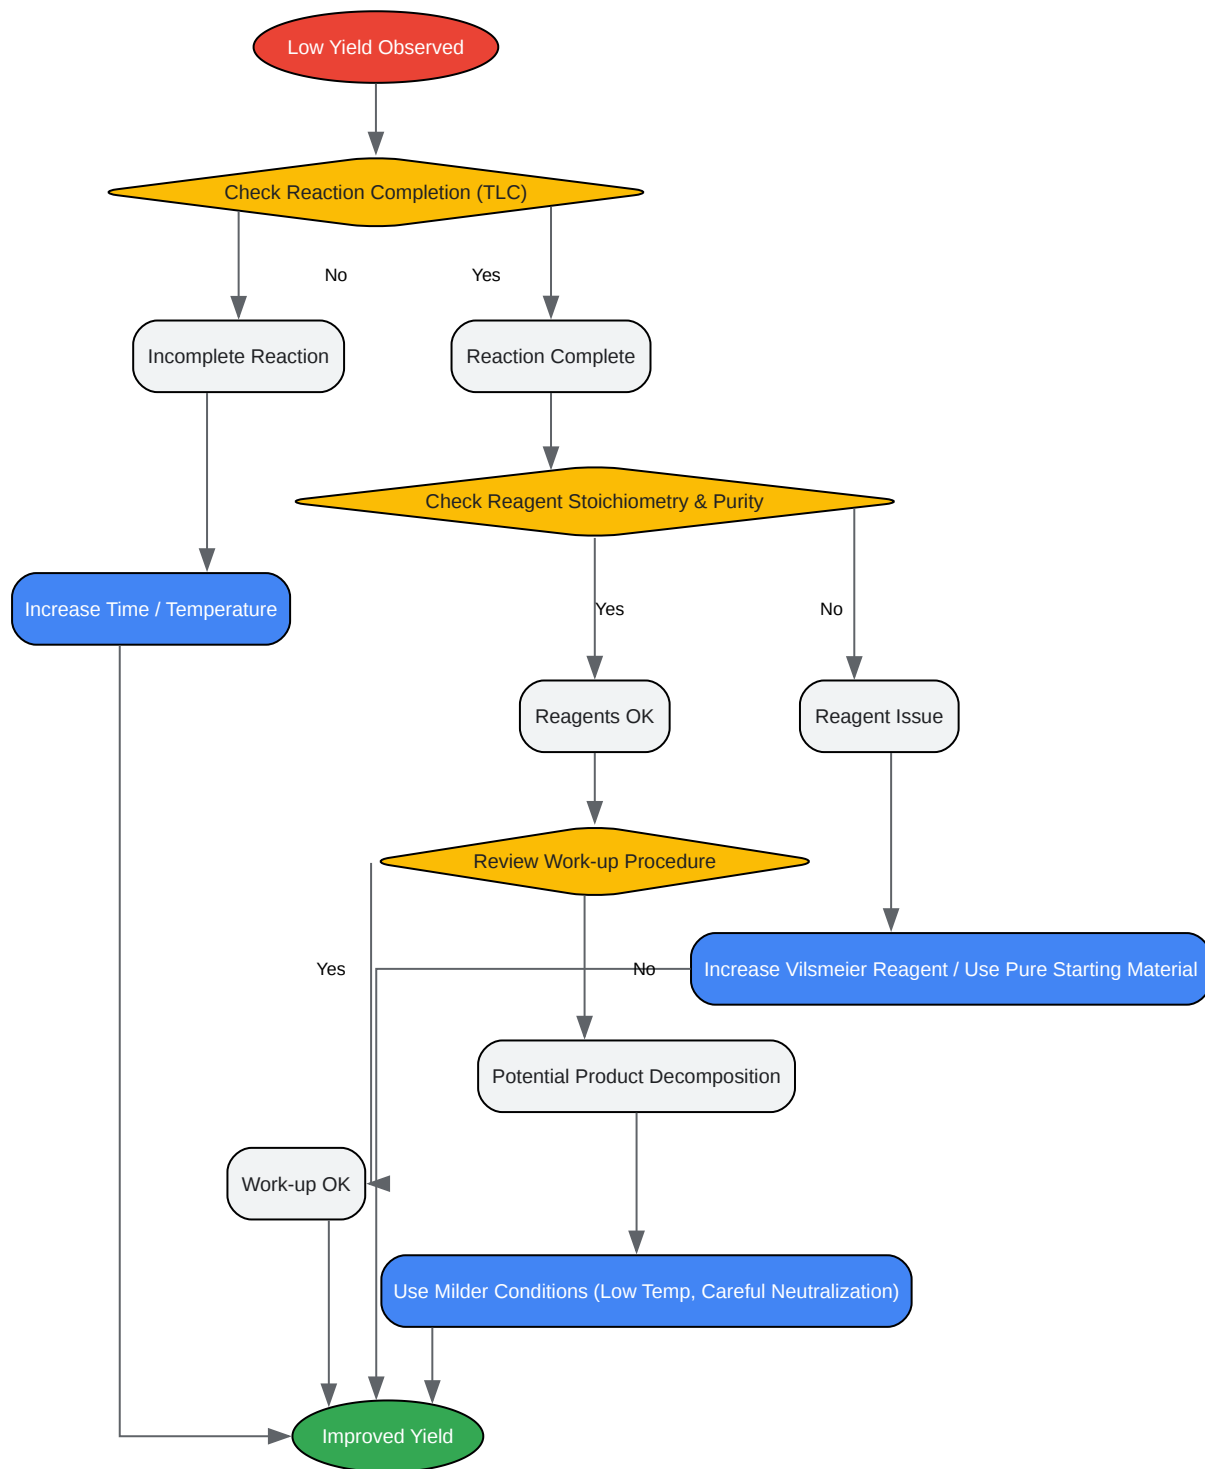 Low Yield Observed
Check Reaction Completion (TLC)
No
Yes
Incomplete Reaction
Reaction Complete
Check Reagent Stoichiometry & Purity
Increase Time / Temperature
Yes
No
Reagents OK
Reagent Issue
Review Work-up Procedure
Yes
No
Increase Vilsmeier Reagent / Use Pure Starting Material
Potential Product Decomposition
Work-up OK
Use Milder Conditions (Low Temp, Careful Neutralization)
Improved Yield